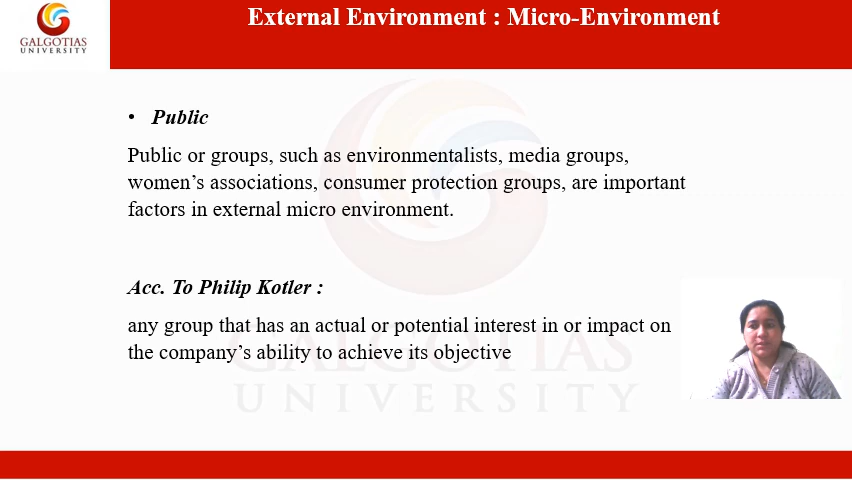 External Environment : Micro-Environment
GALGOTIAS
UNIVERSITY
• Public
Public or groups, such as environmentalists, media groups,
women’s associations, consumer protection groups, are important
factors in external micro environment.
Acc. To Philip Kotler :
any group that has an actual or potential interest in or impact on
the company’s ability to achieve its objective
GALGOTIAS
UNIVERSITY